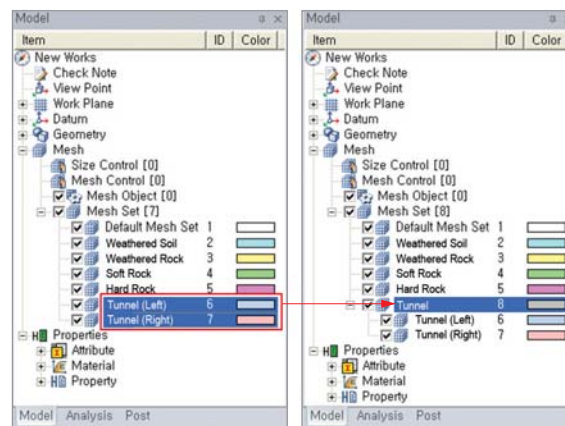 Model
Item ID Color
New Works
Check Note
View Point
Work Plane
Datum
Geometry
Mesh
Size Control [0]
Mesh Control [0]
Mesh Object [0]
Mesh Set [7]
Default Mesh Set 1
Weathered Soil 2
Weathered Rock 3
Soft Rock 4
Hard Rock 5
Tunnel (Left) 6
Tunnel (Right) 7
Properties
Attribute
Material
Property
Model Analysis Post
Model
Item ID Color
New Works
Check Note
View Point
Work Plane
Datum
Geometry
Mesh
Size Control [0]
Mesh Control [0]
Mesh Object [0]
Mesh Set [8]
Default Mesh Set 1
Weathered Soil 2
Weathered Rock 3
Soft Rock 4
Hard Rock 5
Tunnel 8
Tunnel (Left) 6
Tunnel (Right) 7
Properties
Attribute
Material
Property
Model Analysis Post